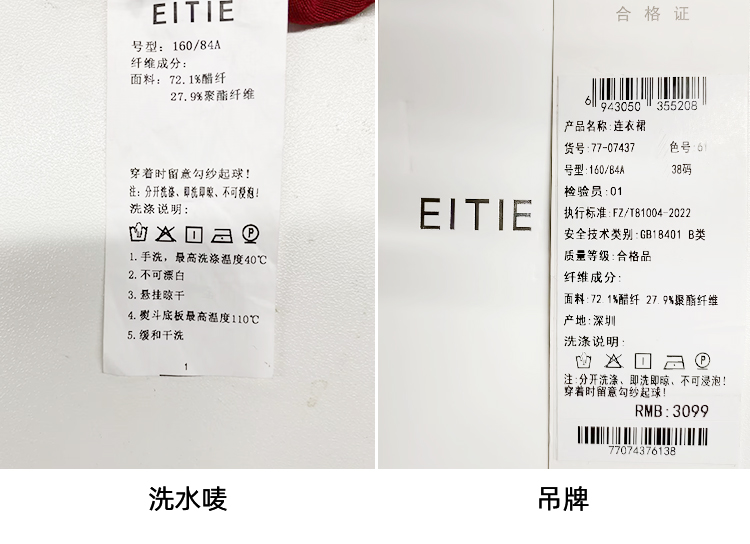 EITIE
号型：160/84A
纤维成分：
面料：72.1%醋纤
27.9%聚酯纤维
穿着时留意勾纱起球！
注：分开洗涤、即洗即晾、不可浸泡！
洗涤说明：
1.手洗，最高洗涤温度40℃
2.不可漂白
3.悬挂晾干
4.熨斗底板最高温度110℃
5.缓和干洗
1
洗水唛
EITIE
合格证
6 943050 355208
产品名称:连衣裙
货号:77-07437 色号:61
号型:160/84A 38码
检验员:01
执行标准:FZ/T81004-2022
安全技术类别:GB18401 B类
质量等级:合格品
纤维成分:
面料:72.1%醋纤 27.9%聚酯纤维
产地:深圳
洗涤说明:
注:分开洗涤、即洗即晾、不可浸泡!
穿着时留意勾纱起球!
RMB:3099
77074376138
吊牌